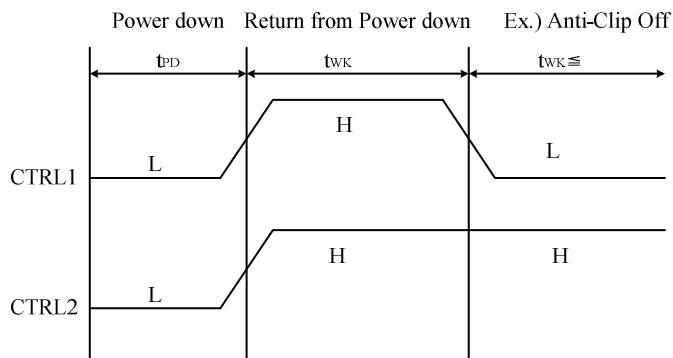 Power down Return from Power down Ex.) Anti-Clip Off
tPD tWK tWK≦
H
CTRL1 L L
H H
CTRL2 L